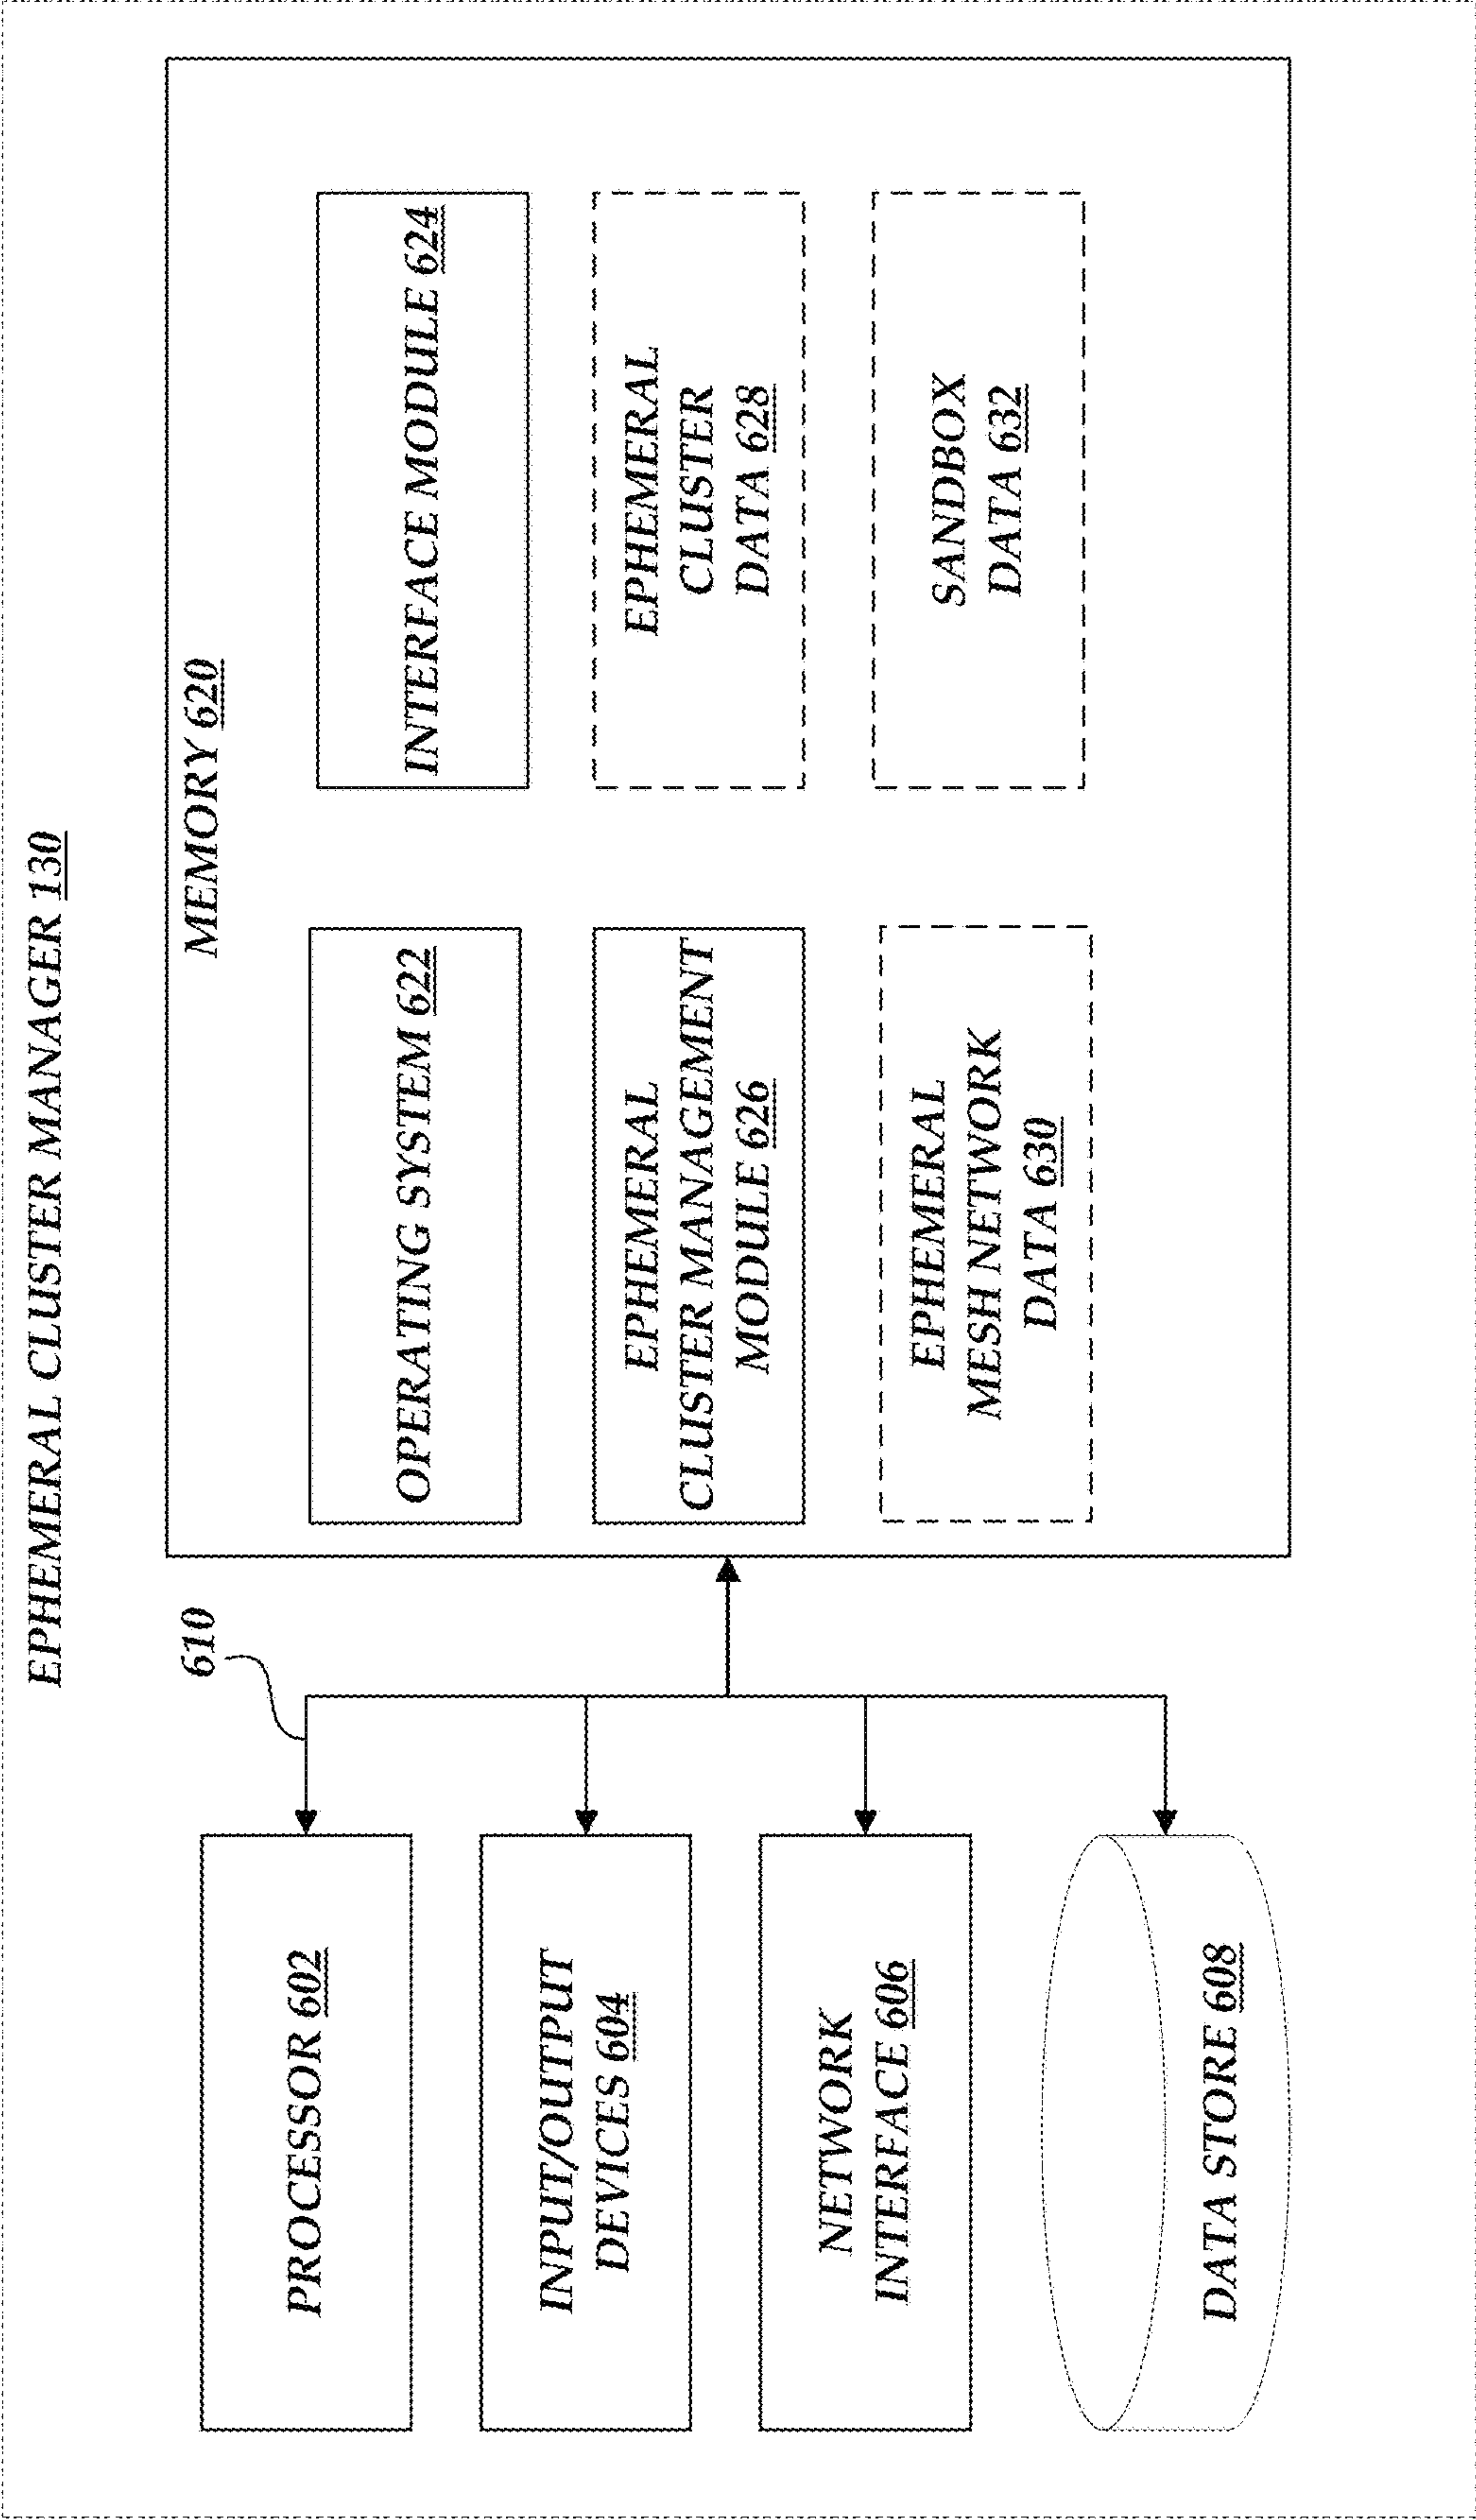 EPHEMERAL CLUSTER MANAGER 130
PROCESSOR 602
INPUT/OUTPUT
DEVICES 604
NETWORK
INTERFACE 606
DATA STORE 608
610
MEMORY 620
OPERATING SYSTEM 622
INTERFACE MODULE 624
EPHEMERAL
CLUSTER MANAGEMENT
MODULE 626
EPHEMERAL
CLUSTER
DATA 628
EPHEMERAL
MESH NETWORK
DATA 630
SANDBOX
DATA 632